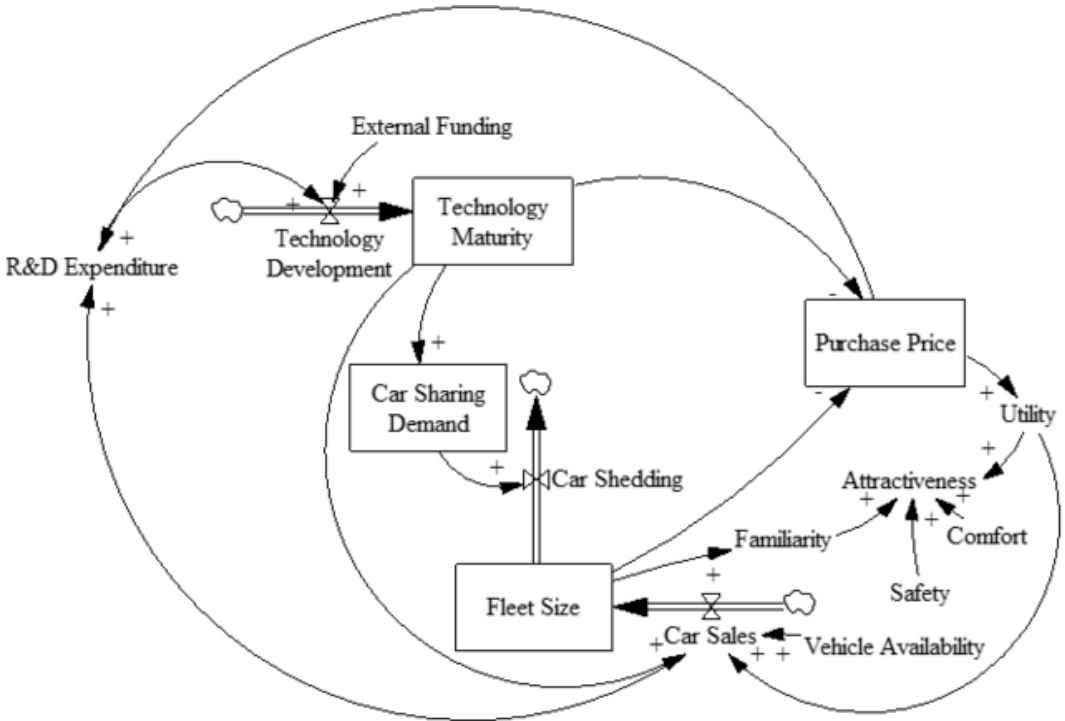 External Funding
+
+
Technology
Maturity
+
Technology
Development
R&D Expenditure
+
-
Purchase Price
+
Car Sharing
Demand
-
+
Utility
+
+
Car Shedding
Attractiveness
+
+
+
Familiarity
Comfort
+
Fleet Size
Safety
+
Car Sales
+
+
Vehicle Availability